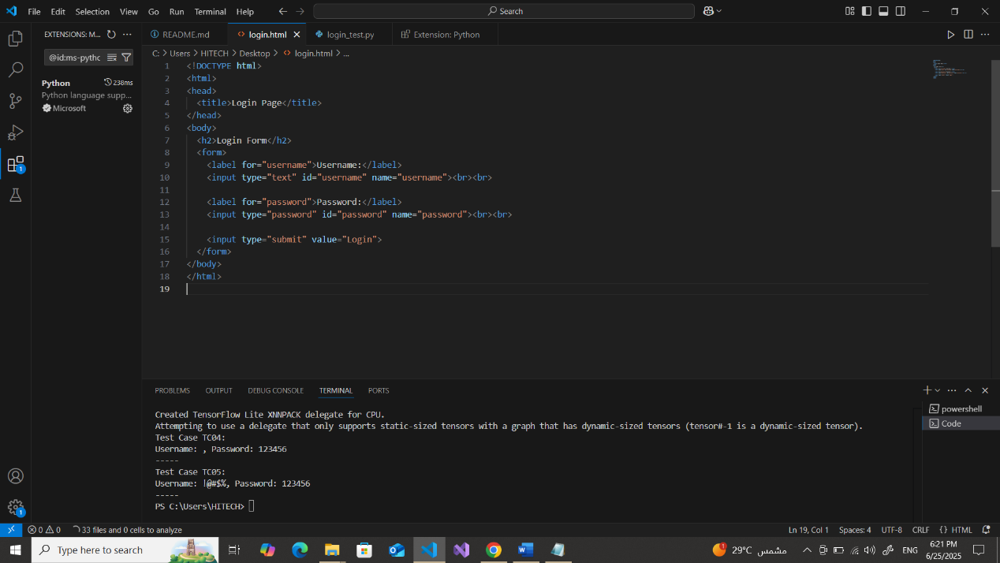 File Edit Selection View Go Run Terminal Help
Search
EXTENSIONS: M...
README.md
login.html
login_test.py
Extension: Python
@id:ms-pythc
C: > Users > HITECH > Desktop > login.html > ...
Python 238ms
Python language supp...
Microsoft
1
1 <!DOCTYPE html>
2 <html>
3 <head>
4 <title>Login Page</title>
5 </head>
6 <body>
7 <h2>Login Form</h2>
8 <form>
9 <label for="username">Username:</label>
10 <input type="text" id="username" name="username"><br><br>
11
12 <label for="password">Password:</label>
13 <input type="password" id="password" name="password"><br><br>
14
15 <input type="submit" value="Login">
16 </form>
17 </body>
18 </html>
19
PROBLEMS OUTPUT DEBUG CONSOLE TERMINAL PORTS
powershell
Code
Created TensorFlow Lite XNNPACK delegate for CPU.
Attempting to use a delegate that only supports static-sized tensors with a graph that has dynamic-sized tensors (tensor#-1 is a dynamic-sized tensor).
Test Case TC04:
Username: , Password: 123456
-----
Test Case TC05:
Username: !@#$%, Password: 123456
-----
PS C:\Users\HITECH>
1
0 0 33 files and 0 cells to analyze
Ln 19, Col 1 Spaces: 4 UTF-8 CRLF {} HTML
Type here to search
1
29°C مشمس
ENG
6:21 PM
6/25/2025